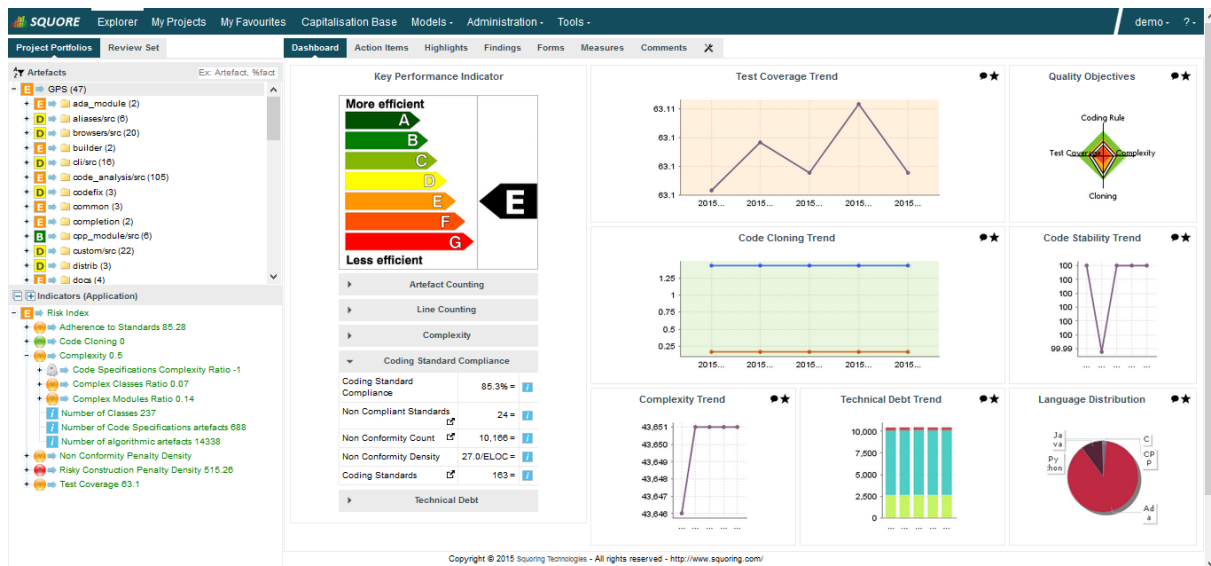 SQUORE Explorer My Projects My Favourites Capitalisation Base Models Administration Tools demo ?
Project Portfolios Review Set
Artefacts Ex: Artefact, %fact
E GPS (47)
E ada_module (2)
D aliases/src (6)
D browsers/src (20)
E builder (2)
D cli/src (16)
E code_analysis/src (105)
D codefix (3)
E common (3)
E completion (2)
B cpp_module/src (6)
D custom/src (22)
D distrib (3)
E docs (4)
Indicators (Application)
E Risk Index
Adherence to Standards 85.28
Code Cloning 0
Complexity 0.5
Code Specifications Complexity Ratio -1
Complex Classes Ratio 0.07
Complex Modules Ratio 0.14
Number of Classes 237
Number of Code Specifications artefacts 688
Number of algorithmic artefacts 14338
Non Conformity Penalty Density
Risky Construction Penalty Density 515.26
Test Coverage 63.1
Dashboard Action Items Highlights Findings Forms Measures Comments
Key Performance Indicator
More efficient
A
B
C
D
E
F
G
E
Less efficient
Artefact Counting
Line Counting
Complexity
Coding Standard Compliance
Coding Standard Compliance 85.3% =
Non Compliant Standards 24 =
Non Conformity Count 10,166 =
Non Conformity Density 27.0/ELOC =
Coding Standards 163 =
Technical Debt
Test Coverage Trend
63.11
63.1
63.1
63.1
2015... 2015... 2015... 2015... 2015...
Quality Objectives
Coding Rule
Test Coverage Complexity
Cloning
Code Cloning Trend
1.25
1
0.75
0.5
0.25
2015... 2015... 2015... 2015... 2015...
Code Stability Trend
100
100
100
100
100
100
99.99
... ... ... ... ...
Complexity Trend
43,651
43,650
43,649
43,648
43,647
43,646
... ... ... ... ...
Technical Debt Trend
10,000
7,500
5,000
2,500
0
... ... ... ... ...
Language Distribution
Ja
va
C
CP
P
Py
thon
Ad
a
Copyright © 2015 Squoring Technologies - All rights reserved - http://www.squoring.com/